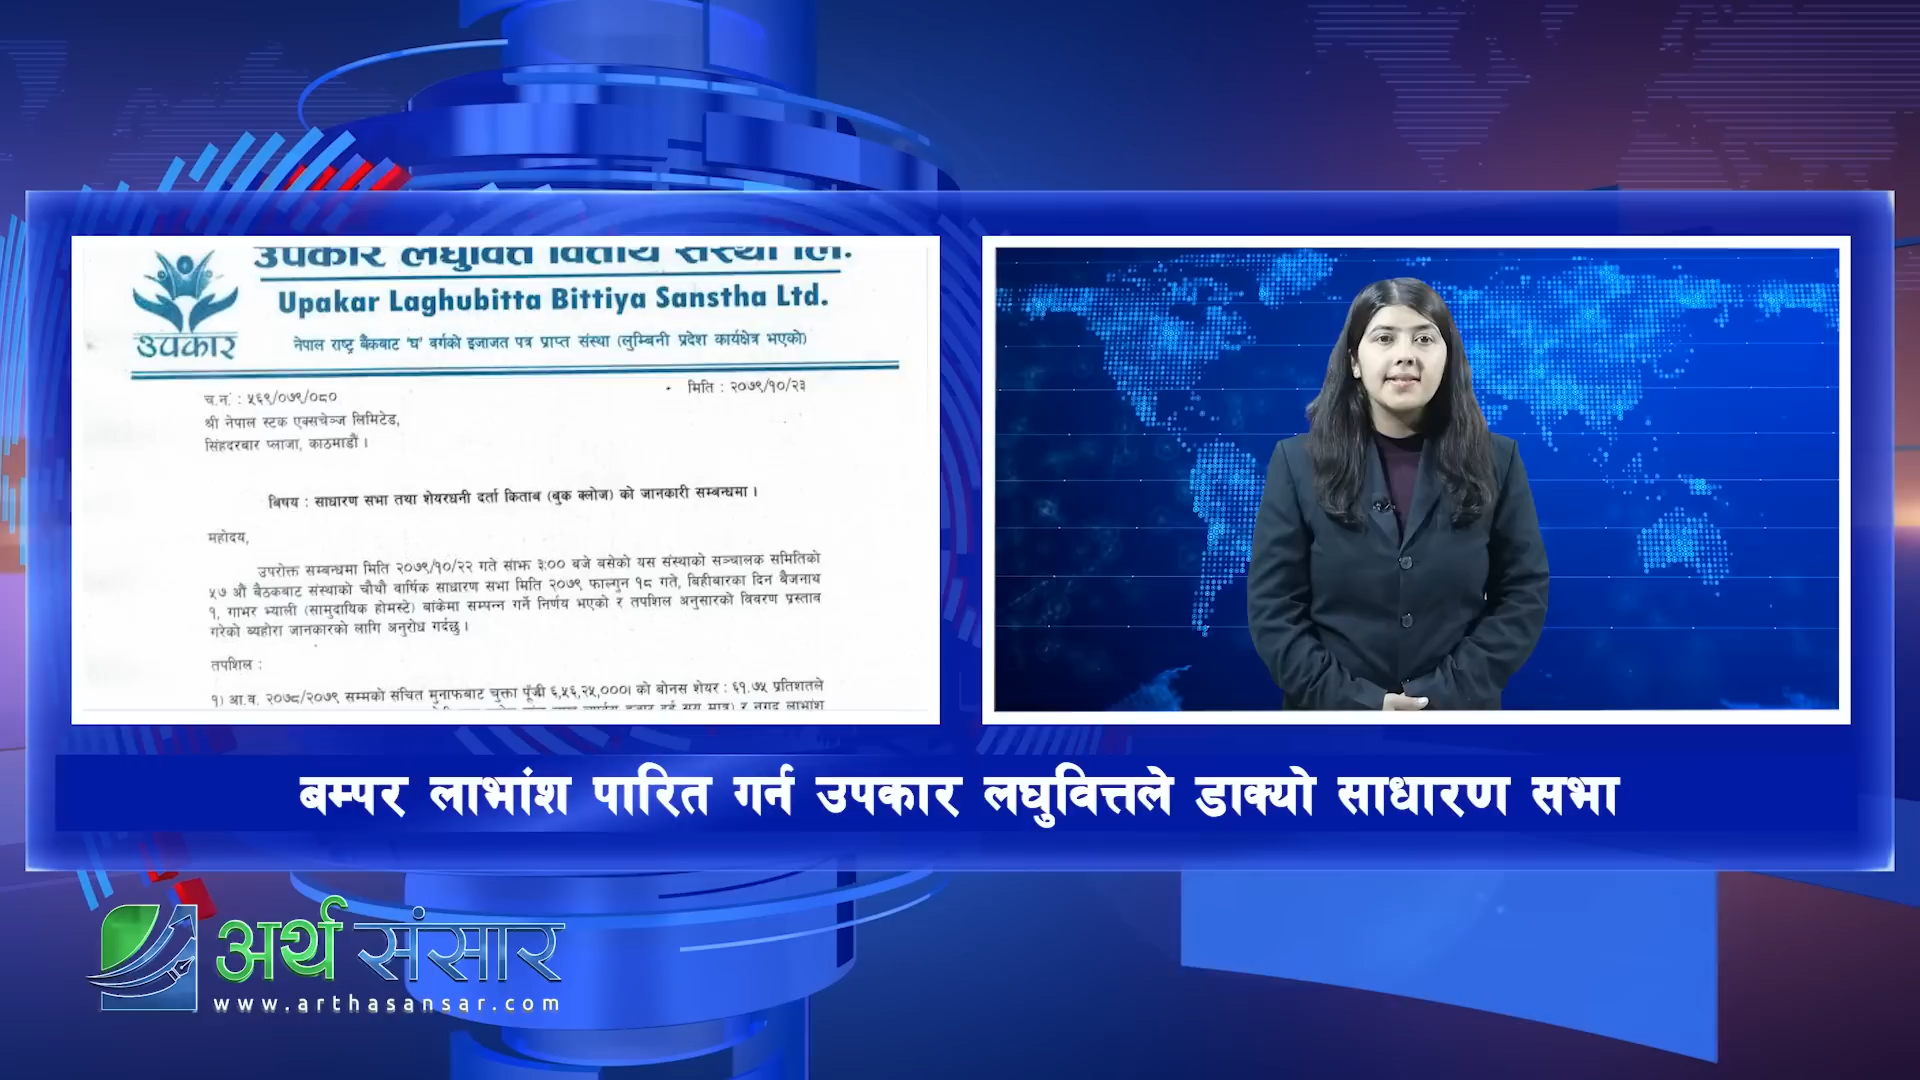 उपकार लघुवित्त वित्तीय संस्था लि.
Upakar Laghubitta Bittiya Sanstha Ltd.
उपकार
नेपाल राष्ट्र बैंकबाट 'घ' वर्गको इजाजत पत्र प्राप्त संस्था (लुम्बिनी प्रदेश कार्यक्षेत्र भएको)
च.नं. : ५६९/०७९/०८०
मिति : २०७९/१०/२३
श्री नेपाल स्टक एक्सचेञ्ज लिमिटेड,
सिंहदरबार प्लाजा, काठमाडौं ।
बिषय : साधारण सभा तथा शेयरधनी दर्ता किताब (बुक क्लोज) को जानकारी सम्बन्धमा ।
महोदय,
उपरोक्त सम्बन्धमा मिति २०७९/१०/२२ गते साँझ ३:०० बजे बसेको यस संस्थाको सञ्चालक समितिको
५७ औं बैठकबाट संस्थाको चौथौ वार्षिक साधारण सभा मिति २०७९ फाल्गुन १८ गते, बिहीबारका दिन बैजनाथ
१, गाभर भ्याली (सामुदायिक होमस्टे) बांकेमा सम्पन्न गर्ने निर्णय भएको र तपशिल अनुसारको विवरण प्रस्ताव
गरेको ब्यहोरा जानकारको लागि अनुरोध गर्दछु ।
तपशिल :
१) आ.व. २०७८/२०७९ सम्मको संचित मुनाफबाट चुक्ता पूँजी ६,५६,२५,०००। को बोनस शेयर : ६१.७५ प्रतिशतले
र नगद लाभांश
बम्पर लाभांश पारित गर्न उपकार लघुवित्तले डाक्यो साधारण सभा
अर्थ संसार
www.arthasansar.com